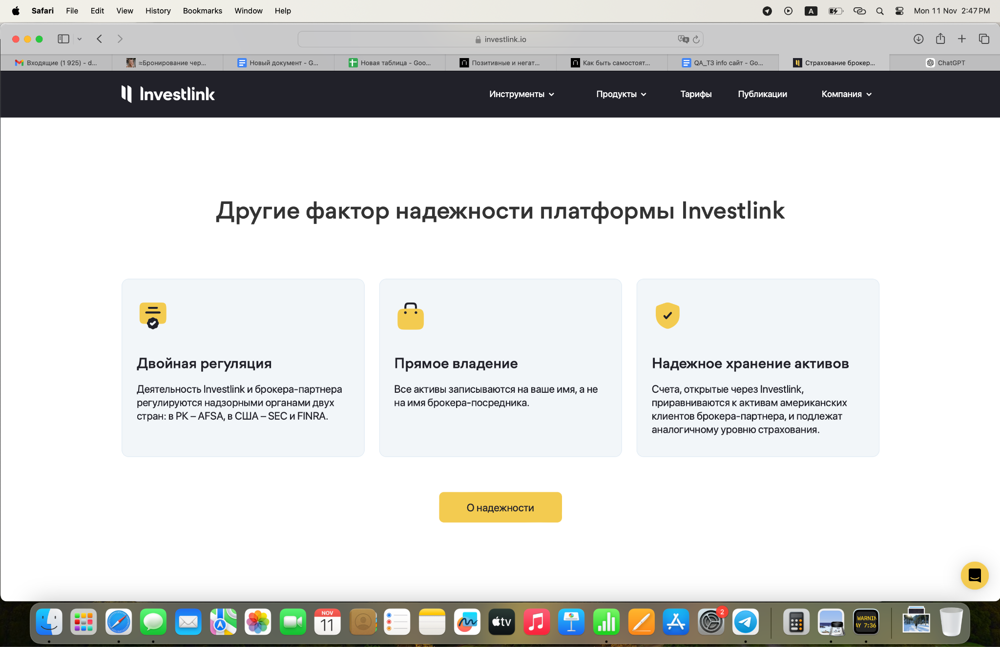 Safari File Edit View History Bookmarks Window Help A Mon 11 Nov 2:47 PM
investlink.io
Входящие (1 925) – d... ≈Бронирование чер... Новый документ – G... Новая таблица – Goo... Позитивные и негат... Как быть самостоят... QA_ТЗ info сайт – Go... Страхование брокер... ChatGPT
Investlink Инструменты Продукты Тарифы Публикации Компания
Другие фактор надежности платформы Investlink
Двойная регуляция
Деятельность Investlink и брокера-партнера
регулируются надзорными органами двух
стран: в РК – AFSA, в США – SEC и FINRA.
Прямое владение
Все активы записываются на ваше имя, а не
на имя брокера-посредника.
Надежное хранение активов
Счета, открытые через Investlink,
приравниваются к активам американских
клиентов брокера-партнера, и подлежат
аналогичному уровню страхования.
О надежности
NOV
11
tv
2
WARNIN
AY 7:36